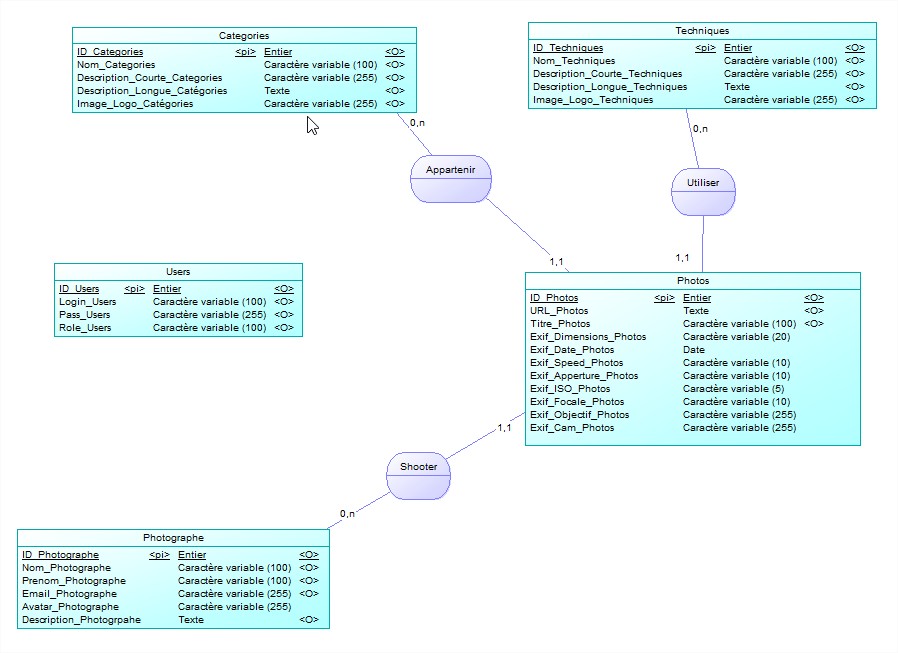 Categories
ID_Categories <pi> Entier <O>
Nom_Categories Caractère variable (100) <O>
Description_Courte_Categories Caractère variable (255) <O>
Description_Longue_Catégories Texte <O>
Image_Logo_Catégories Caractère variable (255) <O>
Techniques
ID_Techniques <pi> Entier <O>
Nom_Techniques Caractère variable (100) <O>
Description_Courte_Techniques Caractère variable (255) <O>
Description_Longue_Techniques Texte <O>
Image_Logo_Techniques Caractère variable (255) <O>
0,n
0,n
Appartenir
Utiliser
1,1
1,1
Users
ID_Users <pi> Entier <O>
Login_Users Caractère variable (100) <O>
Pass_Users Caractère variable (255) <O>
Role_Users Caractère variable (100) <O>
Photos
ID_Photos <pi> Entier <O>
URL_Photos Texte <O>
Titre_Photos Caractère variable (100) <O>
Exif_Dimensions_Photos Caractère variable (20)
Exif_Date_Photos Date
Exif_Speed_Photos Caractère variable (10)
Exif_Apperture_Photos Caractère variable (10)
Exif_ISO_Photos Caractère variable (5)
Exif_Focale_Photos Caractère variable (10)
Exif_Objectif_Photos Caractère variable (255)
Exif_Cam_Photos Caractère variable (255)
1,1
Shooter
0,n
Photographe
ID_Photographe <pi> Entier <O>
Nom_Photographe Caractère variable (100) <O>
Prenom_Photographe Caractère variable (100) <O>
Email_Photographe Caractère variable (255) <O>
Avatar_Photographe Caractère variable (255)
Description_Photogrpahe Texte <O>